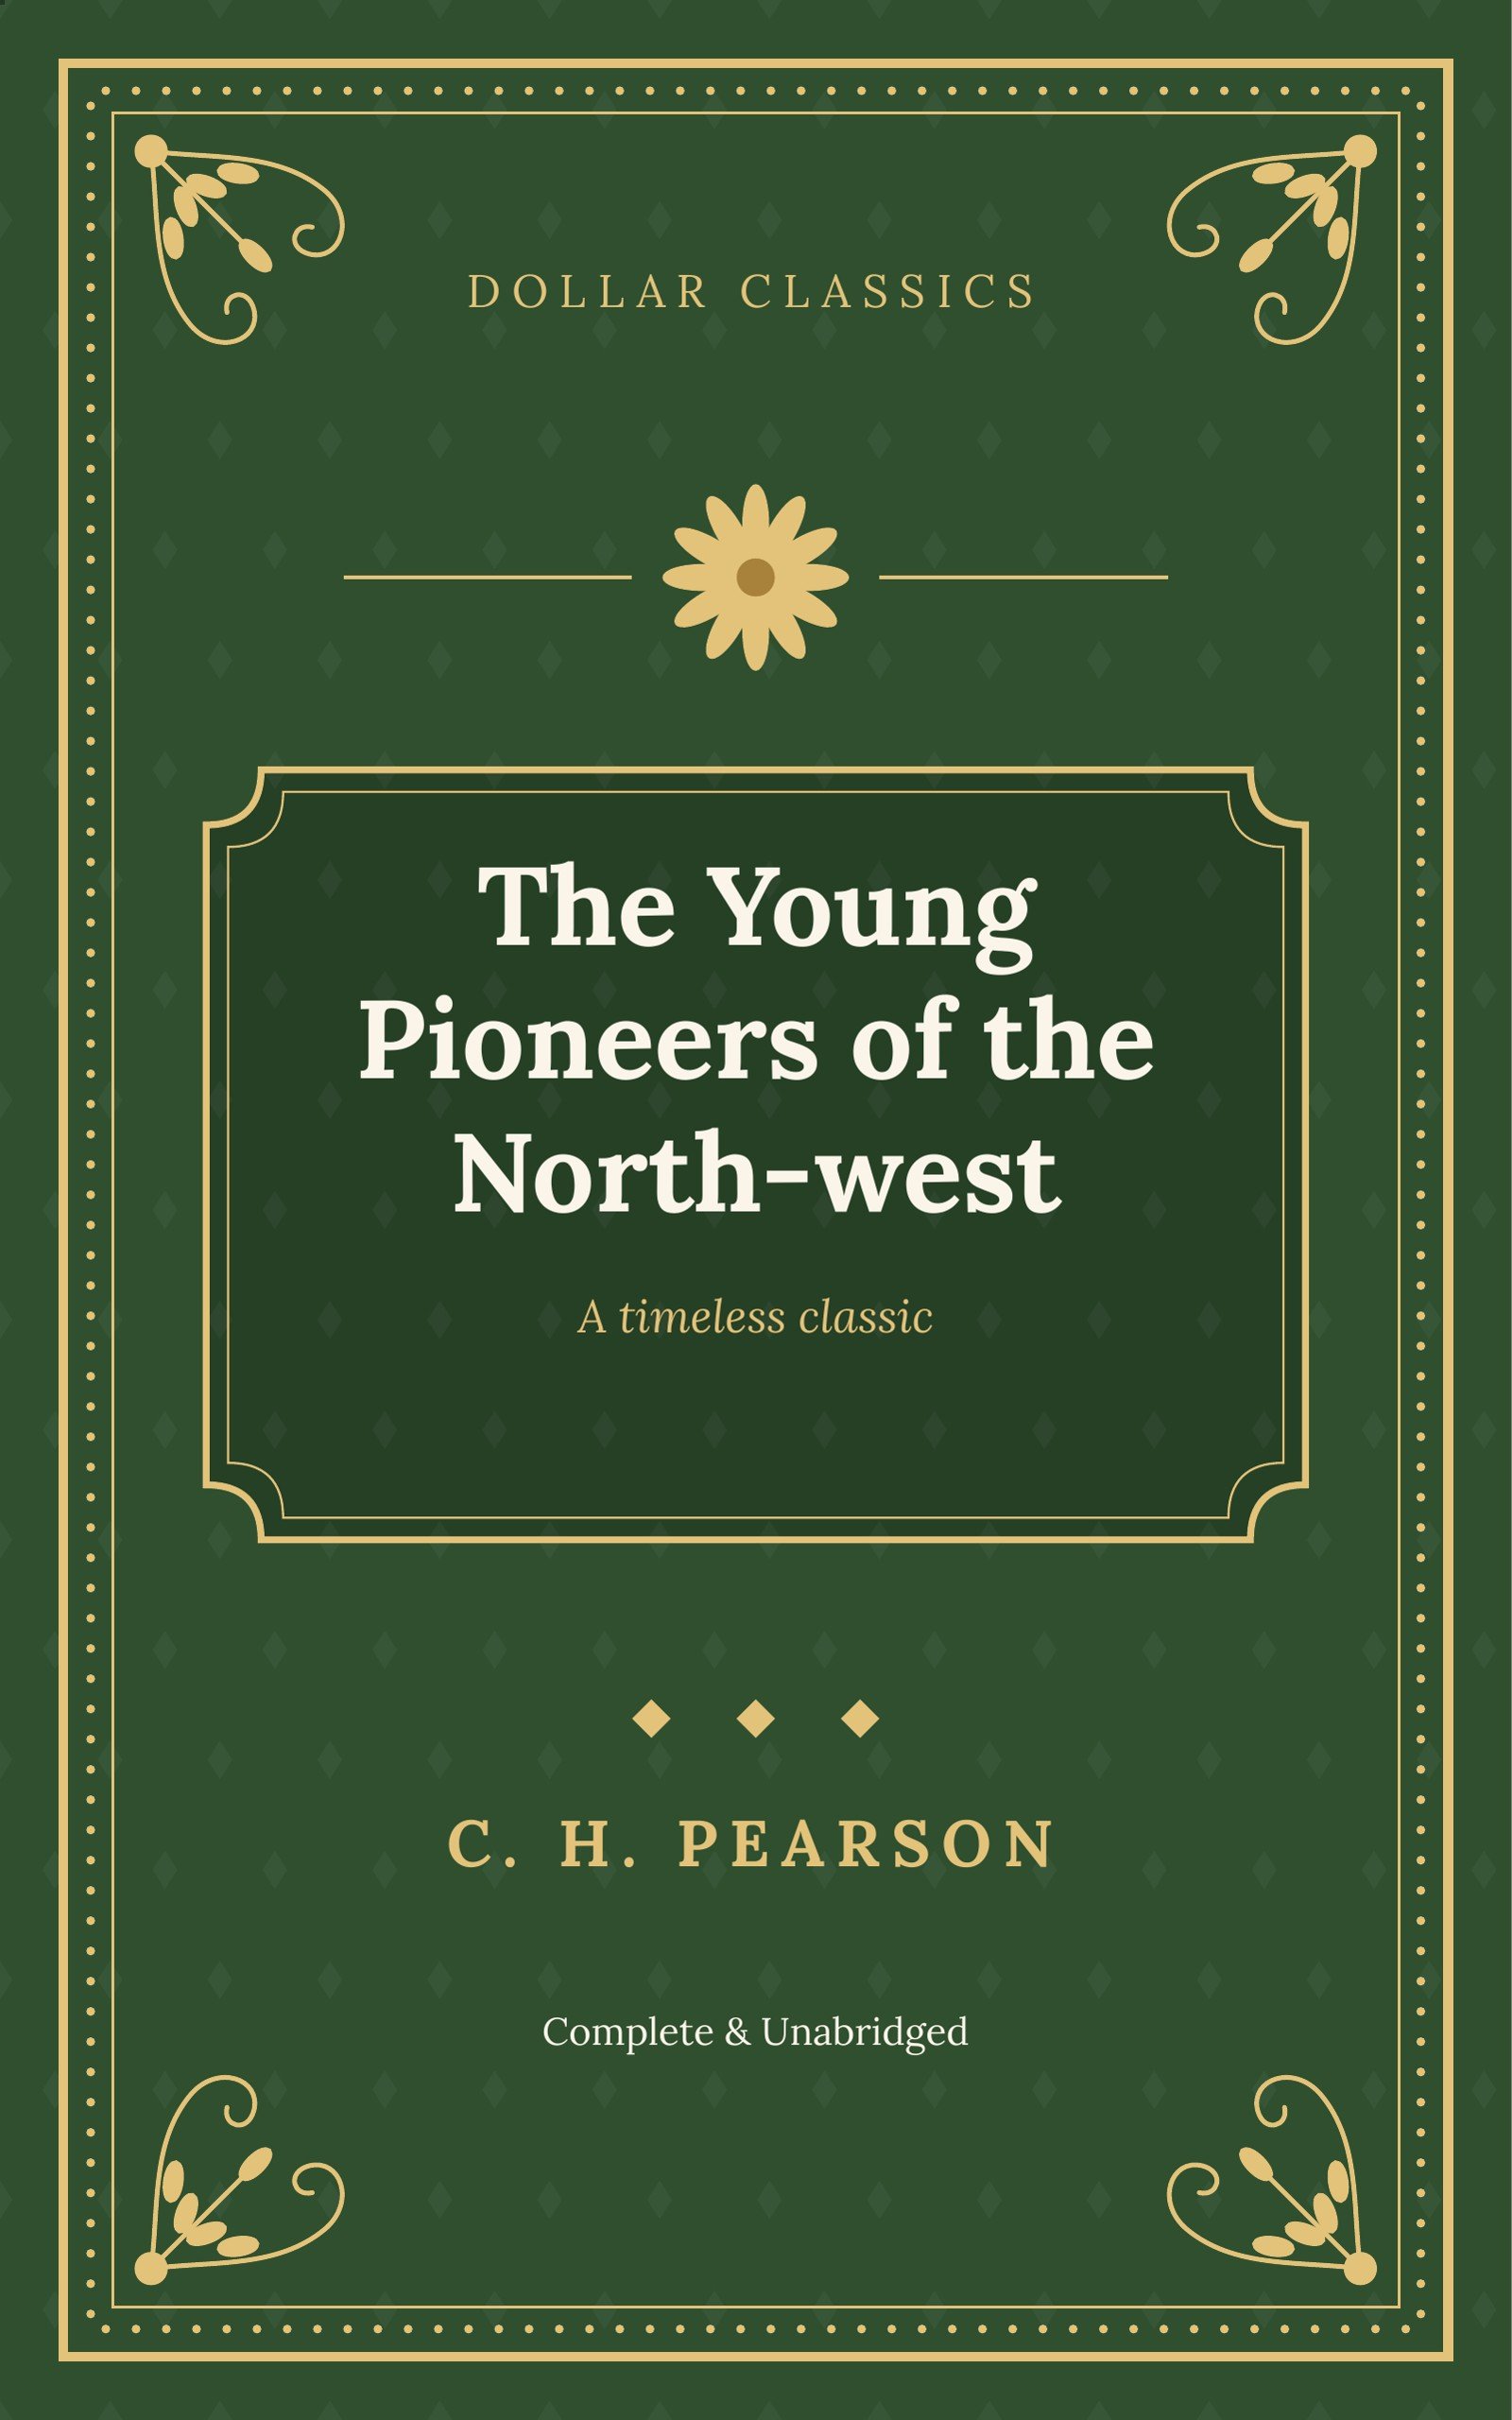 DOLLAR CLASSICS
The Young
Pioneers of the
North-west
A timeless classic
C. H. PEARSON
Complete & Unabridged